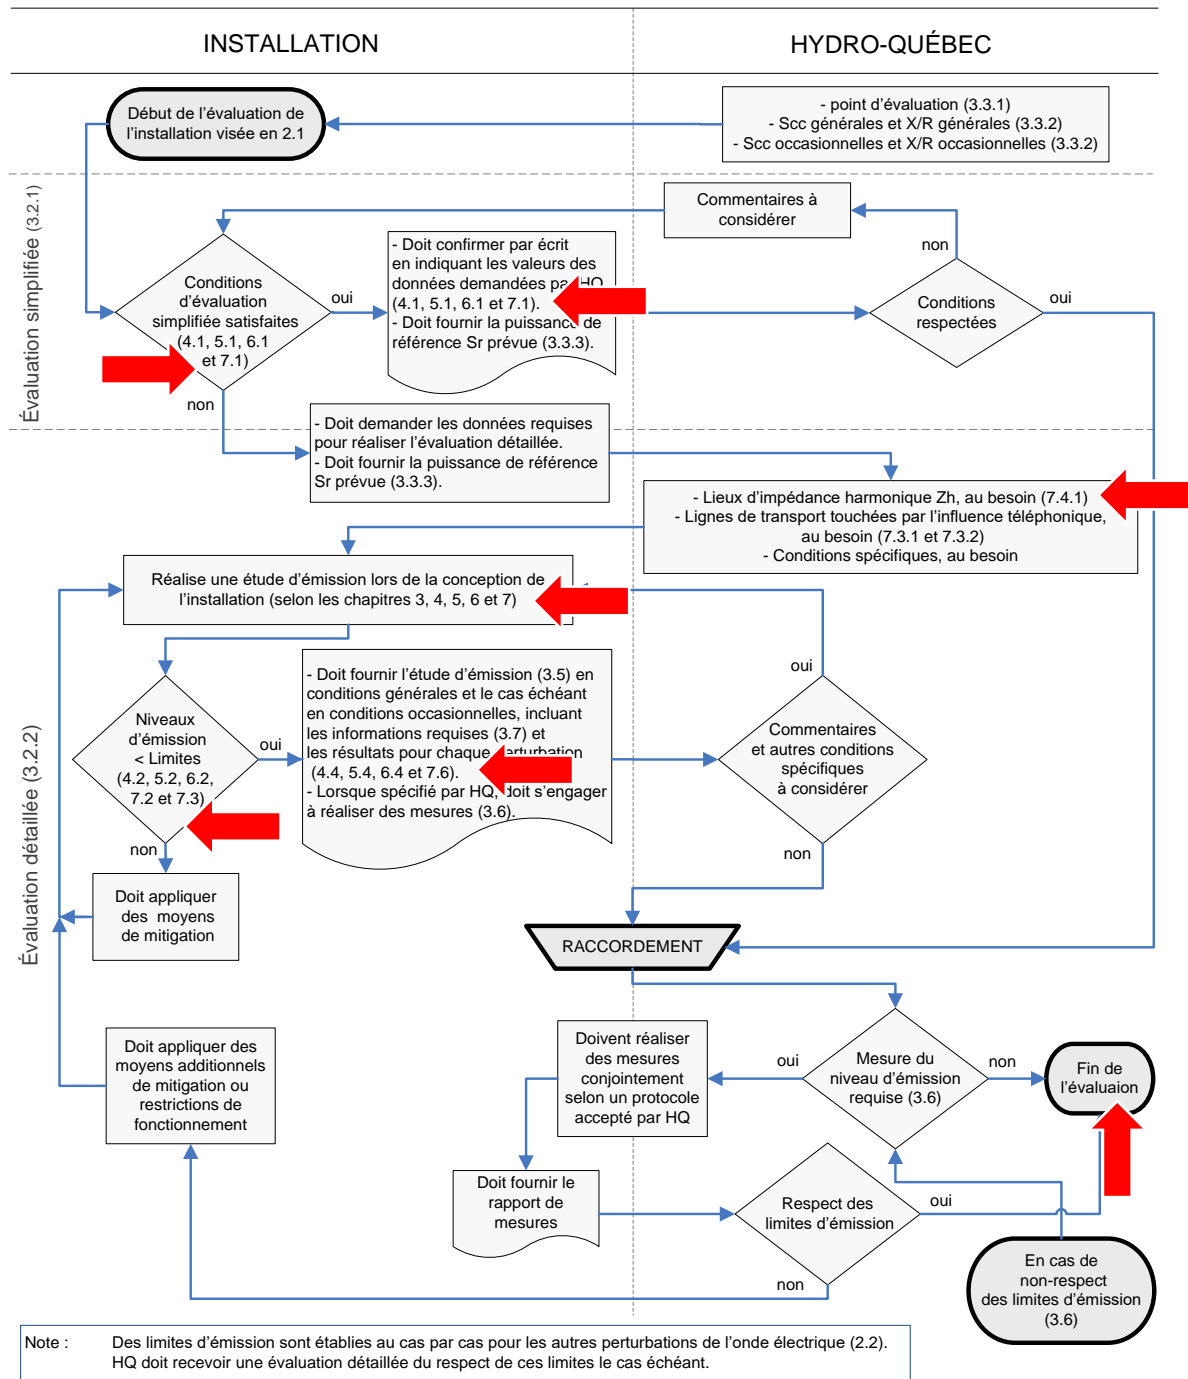 INSTALLATION
HYDRO-QUÉBEC
Début de l'évaluation de
l'installation visée en 2.1
- point d'évaluation (3.3.1)
- Scc générales et X/R générales (3.3.2)
- Scc occasionnelles et X/R occasionnelles (3.3.2)
Évaluation simplifiée (3.2.1)
Commentaires à
considérer
non
Conditions
d'évaluation
simplifiée satisfaites
(4.1, 5.1, 6.1
et 7.1)
oui
non
- Doit confirmer par écrit
en indiquant les valeurs des
données demandées par HQ
(4.1, 5.1, 6.1 et 7.1).
- Doit fournir la puissance de
référence Sr prévue (3.3.3).
Conditions
respectées
oui
- Doit demander les données requises
pour réaliser l'évaluation détaillée.
- Doit fournir la puissance de référence
Sr prévue (3.3.3).
- Lieux d'impédance harmonique Zh, au besoin (7.4.1)
- Lignes de transport touchées par l'influence téléphonique,
au besoin (7.3.1 et 7.3.2)
- Conditions spécifiques, au besoin
Évaluation détaillée (3.2.2)
Réalise une étude d'émission lors de la conception de
l'installation (selon les chapitres 3, 4, 5, 6 et 7)
Niveaux
d'émission
< Limites
(4.2, 5.2, 6.2,
7.2 et 7.3)
oui
non
- Doit fournir l'étude d'émission (3.5) en
conditions générales et le cas échéant
en conditions occasionnelles, incluant
les informations requises (3.7) et
les résultats pour chaque perturbation
(4.4, 5.4, 6.4 et 7.6).
- Lorsque spécifié par HQ, doit s'engager
à réaliser des mesures (3.6).
oui
Commentaires
et autres conditions
spécifiques
à considérer
non
Doit appliquer
des moyens
de mitigation
RACCORDEMENT
Doit appliquer des
moyens additionnels
de mitigation ou
restrictions de
fonctionnement
Doivent réaliser
des mesures
conjointement
selon un protocole
accepté par HQ
oui
Mesure du
niveau d'émission
requise (3.6)
non
Fin de
l'évaluaion
Doit fournir le
rapport de
mesures
Respect des
limites d'émission
oui
non
En cas de
non-respect
des limites d'émission
(3.6)
Note : Des limites d'émission sont établies au cas par cas pour les autres perturbations de l'onde électrique (2.2).
HQ doit recevoir une évaluation détaillée du respect de ces limites le cas échéant.